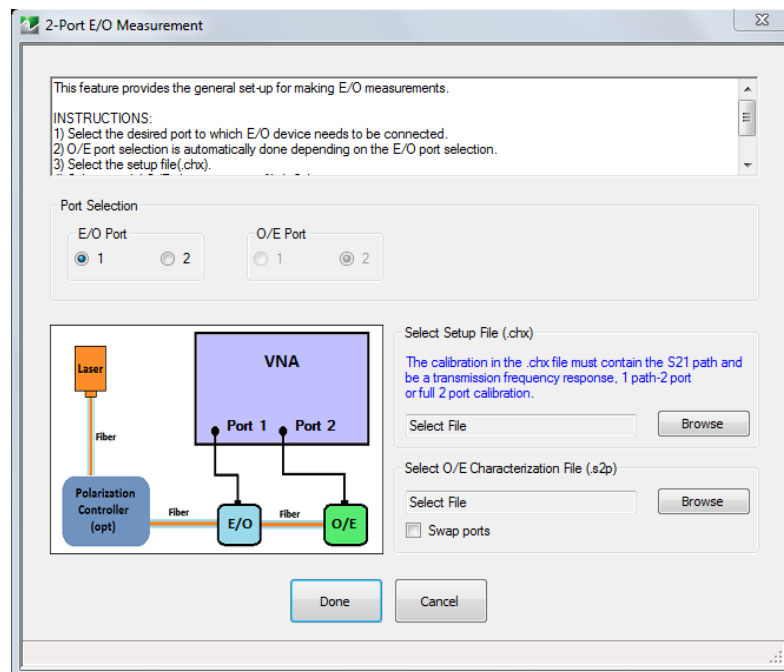 2-Port E/O Measurement
This feature provides the general set-up for making E/O measurements.
INSTRUCTIONS:
1) Select the desired port to which E/O device needs to be connected.
2) O/E port selection is automatically done depending on the E/O port selection.
3) Select the setup file(.chx).
Port Selection
E/O Port
1
2
O/E Port
1
2
Laser
Fiber
Polarization
Controller
(opt)
Fiber
VNA
Port 1
Port 2
E/O
Fiber
O/E
Select Setup File (.chx)
The calibration in the .chx file must contain the S21 path and
be a transmission frequency response, 1 path-2 port
or full 2 port calibration.
Select File
Browse
Select O/E Characterization File (.s2p)
Select File
Browse
Swap ports
Done
Cancel